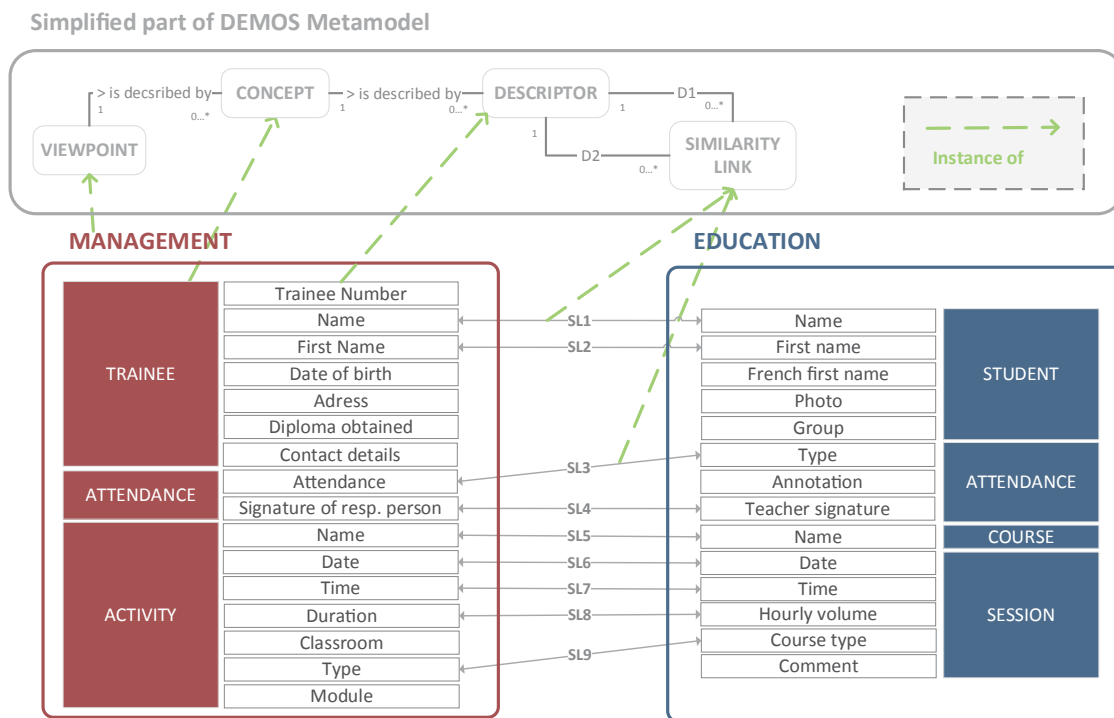 Simplified part of DEMOS Metamodel
> is decsribed by
1
0...*
CONCEPT
> is described by
1
0...*
DESCRIPTOR
D1
1
0...*
1
D2
0...*
VIEWPOINT
SIMILARITY
LINK
Instance of
MANAGEMENT
EDUCATION
TRAINEE
Trainee Number
Name
First Name
Date of birth
Adress
Diploma obtained
Contact details
ATTENDANCE
Attendance
Signature of resp. person
ACTIVITY
Name
Date
Time
Duration
Classroom
Type
Module
SL1
SL2
SL3
SL4
SL5
SL6
SL7
SL8
SL9
Name
First name
French first name
Photo
Group
STUDENT
Type
Annotation
Teacher signature
ATTENDANCE
Name
COURSE
Date
Time
Hourly volume
Course type
Comment
SESSION